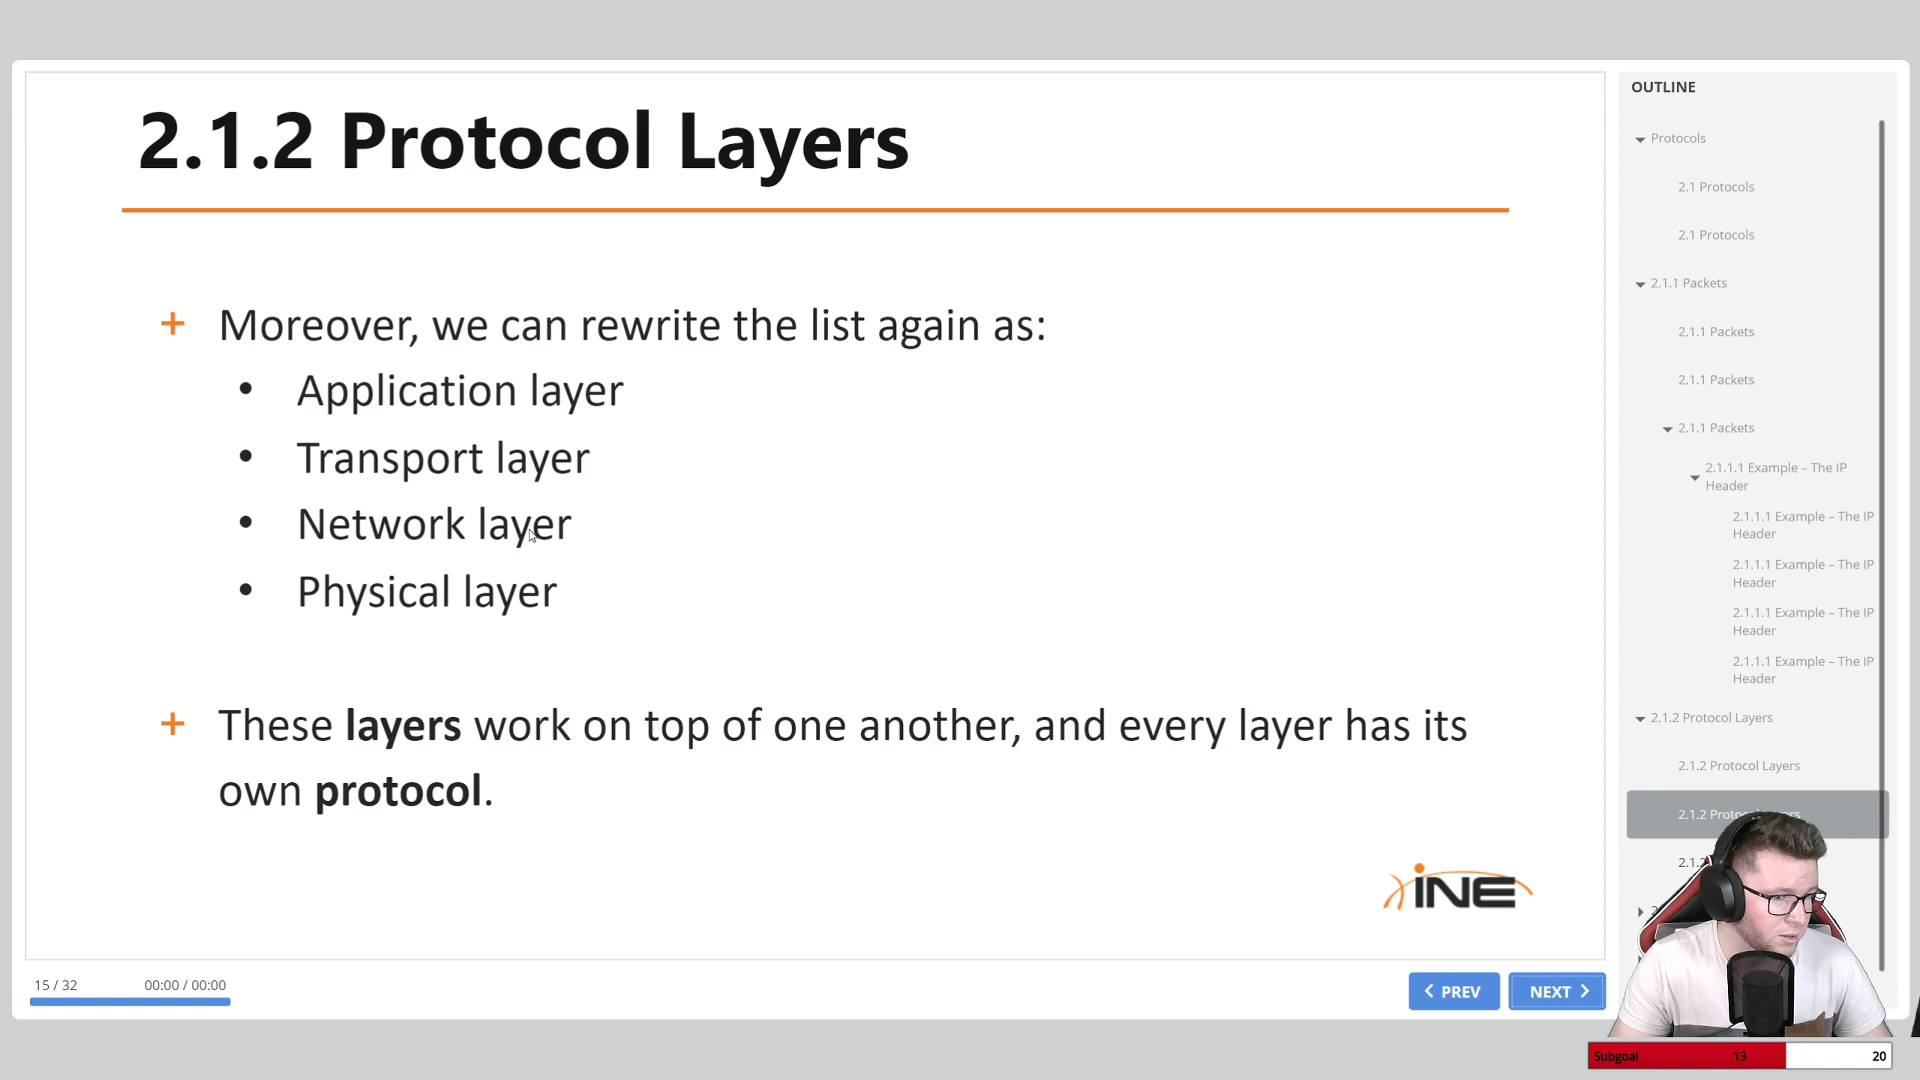 2.1.2 Protocol Layers
+ Moreover, we can rewrite the list again as:
• Application layer
• Transport layer
• Network layer
• Physical layer
+ These layers work on top of one another, and every layer has its
own protocol.
INE
15 / 32
00:00 / 00:00
PREV
NEXT
OUTLINE
Protocols
2.1 Protocols
2.1 Protocols
2.1.1 Packets
2.1.1 Packets
2.1.1 Packets
2.1.1 Packets
2.1.1.1 Example – The IP
Header
2.1.1.1 Example – The IP
Header
2.1.1.1 Example – The IP
Header
2.1.1.1 Example – The IP
Header
2.1.1.1 Example – The IP
Header
2.1.2 Protocol Layers
2.1.2 Protocol Layers
2.1.2
2.1.2
Subgoal 13 20